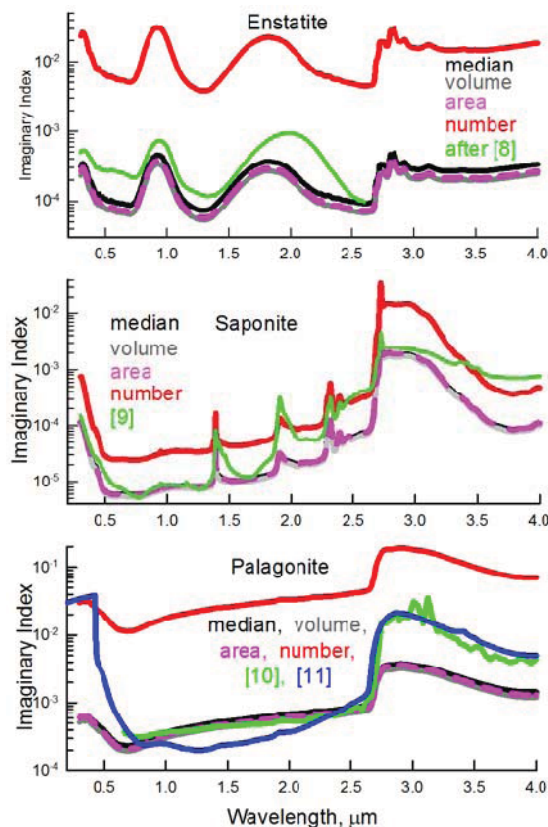 Enstatite
Imaginary Index
10⁻²
10⁻³
10⁻⁴
median
volume
area
number
after [8]
0.5 1.0 1.5 2.0 2.5 3.0 3.5 4.0
Saponite
Imaginary Index
10⁻²
10⁻³
10⁻⁴
10⁻⁵
median
volume
area
number
[9]
0.5 1.0 1.5 2.0 2.5 3.0 3.5 4.0
Palagonite
Imaginary Index
10⁻¹
10⁻²
10⁻³
10⁻⁴
median, volume,
area, number,
[10], [11]
0.5 1.0 1.5 2.0 2.5 3.0 3.5 4.0
Wavelength, μm